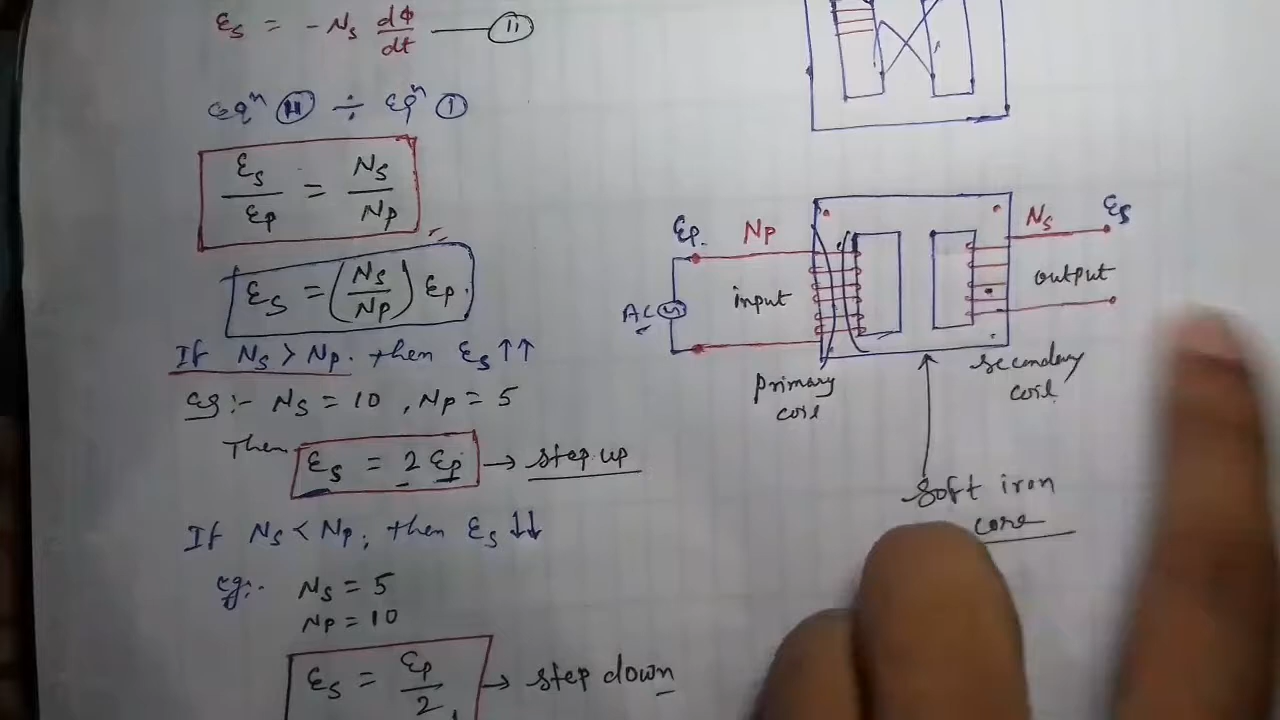 εs = - Ns dΦ/dt —— (II)
eqⁿ (II) ÷ eqⁿ (I)
εs/εp = Ns/Np
εs = (Ns/Np) εp.
If Ns > Np. then εs ↑↑
eg:- Ns = 10 , Np = 5
Then εs = 2 εp → step up
If Ns < Np, then εs ↓↓
eg:- Ns = 5
Np = 10
εs = εp/2 → step down
εp. Np
Ns εs
AC input
output
primary
coil
secondary
coil
soft iron
core